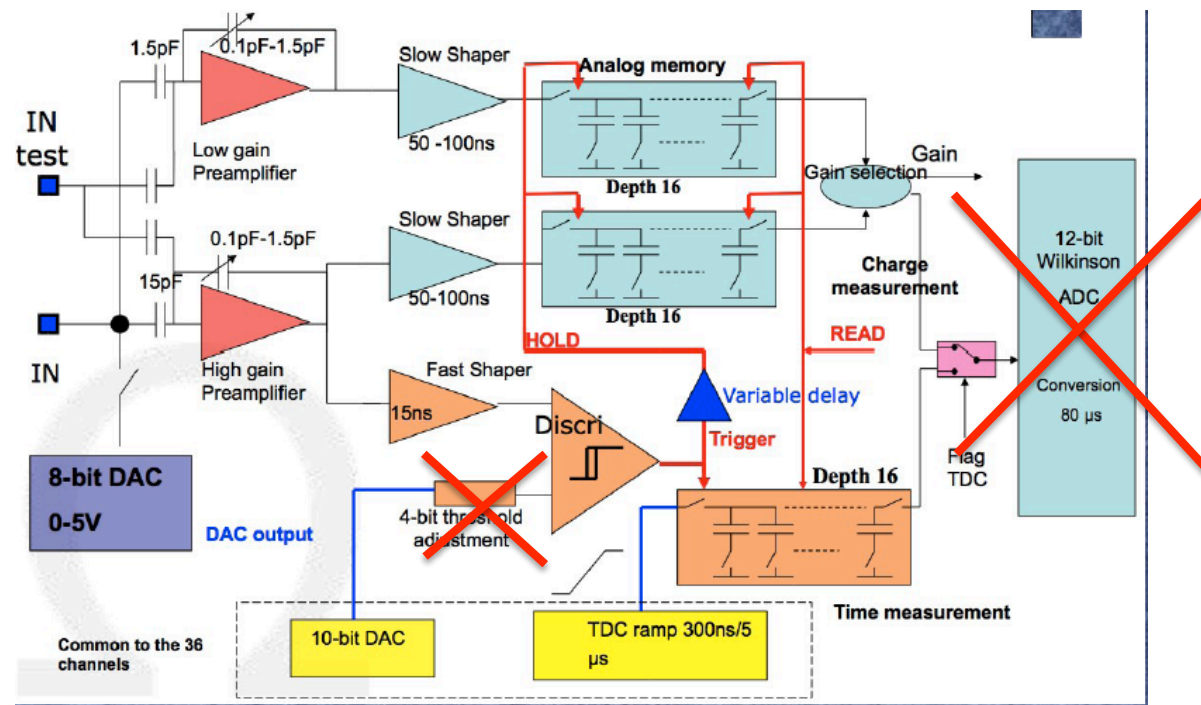 1.5pF
0.1pF-1.5pF
IN
test
Low gain
Preamplifier
Slow Shaper
50 -100ns
Analog memory
Depth 16
Gain selection
Gain
0.1pF-1.5pF
15pF
IN
High gain
Preamplifier
Slow Shaper
50-100ns
Depth 16
HOLD
READ
Charge
measurement
12-bit
Wilkinson
ADC
Conversion
80 µs
Fast Shaper
15ns
Discri
Variable delay
Trigger
Flag
TDC
8-bit DAC
0-5V
DAC output
4-bit threshold
adjustment
Depth 16
Time measurement
Common to the 36
channels
10-bit DAC
TDC ramp 300ns/5
µs